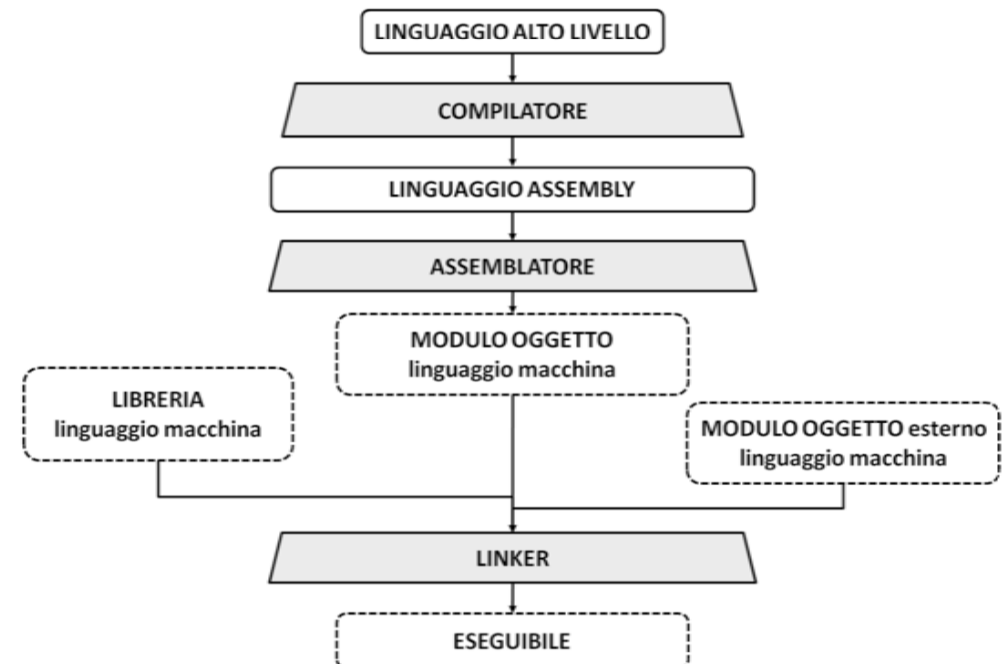 LINGUAGGIO ALTO LIVELLO
COMPILATORE
LINGUAGGIO ASSEMBLY
ASSEMBLATORE
MODULO OGGETTO
linguaggio macchina
LIBRERIA
linguaggio macchina
MODULO OGGETTO esterno
linguaggio macchina
LINKER
ESEGUIBILE